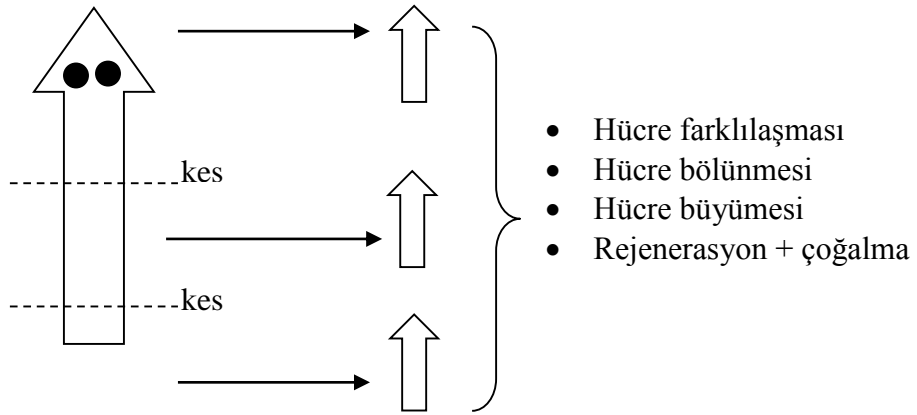 kes
kes
• Hücre farklılaşması
• Hücre bölünmesi
• Hücre büyümesi
• Rejenerasyon + çoğalma